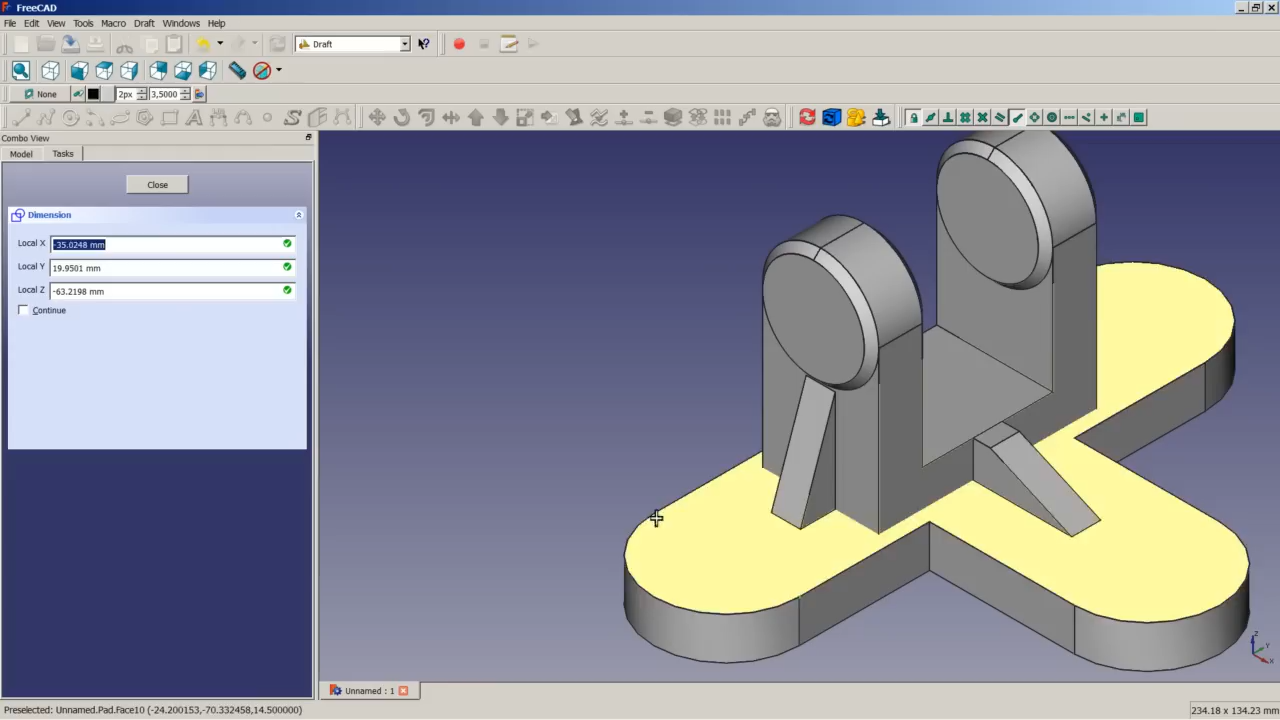 FreeCAD
File Edit View Tools Macro Draft Windows Help
Draft
None 2px 3,5000
Combo View
Model Tasks
Close
Dimension
Local X -35.0248 mm
Local Y 19.9501 mm
Local Z -63.2198 mm
Continue
Z
Y
X
Unnamed : 1
Preselected: Unnamed.Pad.Face10 (-24.200153,-70.332458,14.500000) 234.18 x 134.23 mm